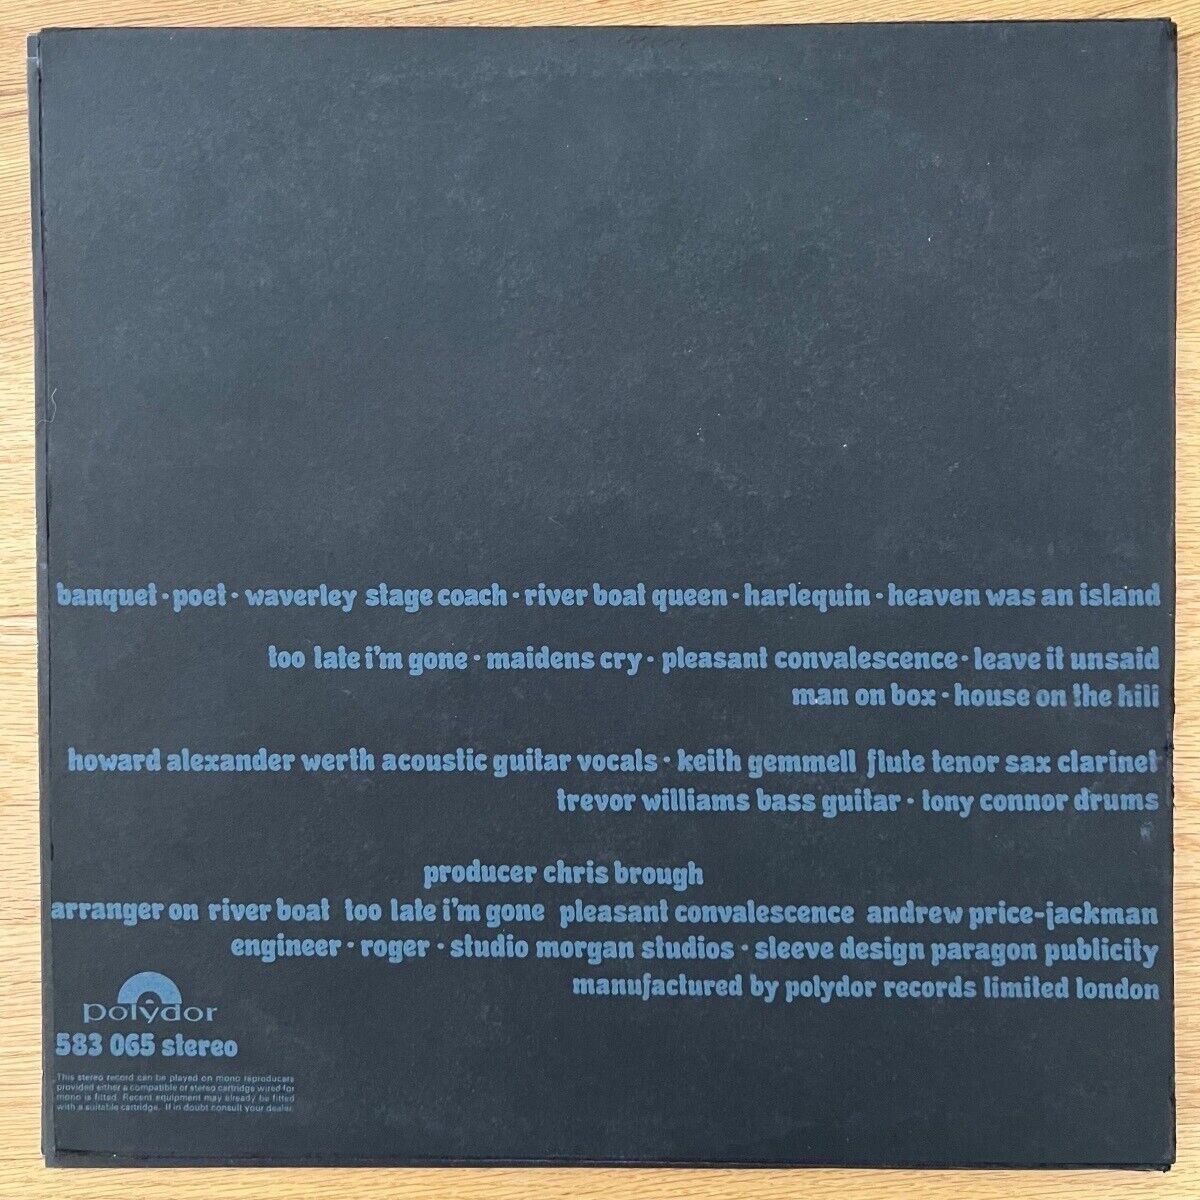 banquet · poet · waverley stage coach · river boat queen · harlequin · heaven was an island
too late i'm gone · maidens cry · pleasant convalescence · leave it unsaid
man on box · house on the hill
howard alexander werth acoustic guitar vocals · keith gemmell flute tenor sax clarinet
trevor williams bass guitar · tony connor drums
producer chris brough
arranger on river boat too late i'm gone pleasant convalescence andrew price-jackman
engineer · roger · studio morgan studios · sleeve design paragon publicity
manufactured by polydor records limited london
polydor
583 065 stereo
This stereo record can be played on mono reproducers
provided either a compatible or stereo cartridge wired for
mono is fitted. Recent equipment may already be fitted
with a suitable cartridge. If in doubt consult your dealer.